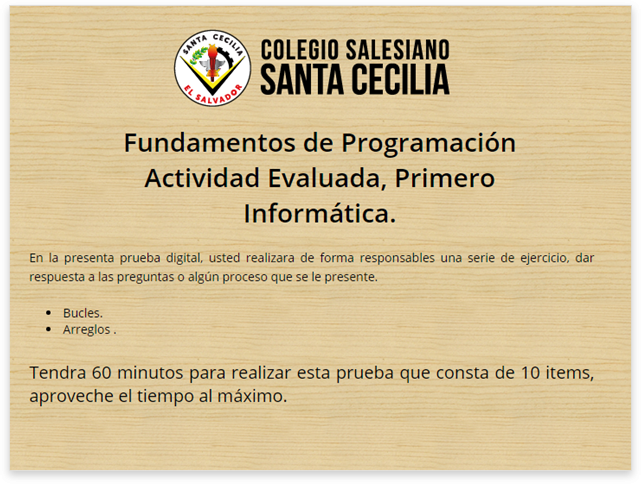 SANTA CECILIA
EL SALVADOR
COLEGIO SALESIANO
SANTA CECILIA
Fundamentos de Programación
Actividad Evaluada, Primero
Informática.
En la presenta prueba digital, usted realizara de forma responsables una serie de ejercicio, dar
respuesta a las preguntas o algún proceso que se le presente.
• Bucles.
• Arreglos .
Tendra 60 minutos para realizar esta prueba que consta de 10 items,
aproveche el tiempo al máximo.